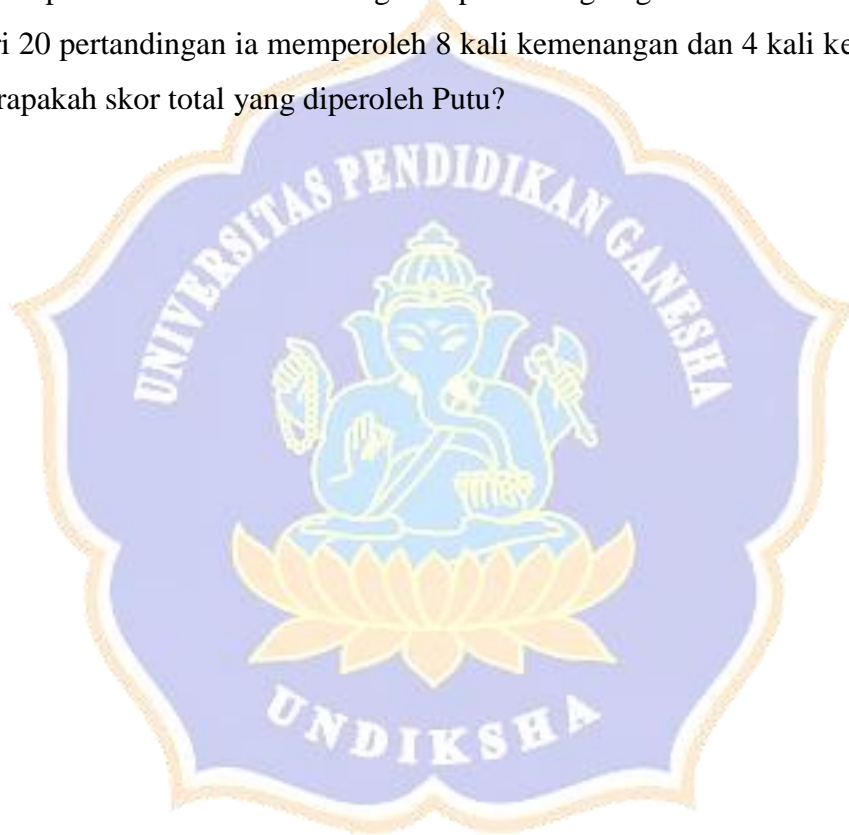 ri 20 pertandingan ia memperoleh 8 kali kemenangan dan 4 kali ke
rapakah skor total yang diperoleh Putu?
UNIVERSITAS PENDIDIKAN GANESHA
UNDIKSHA